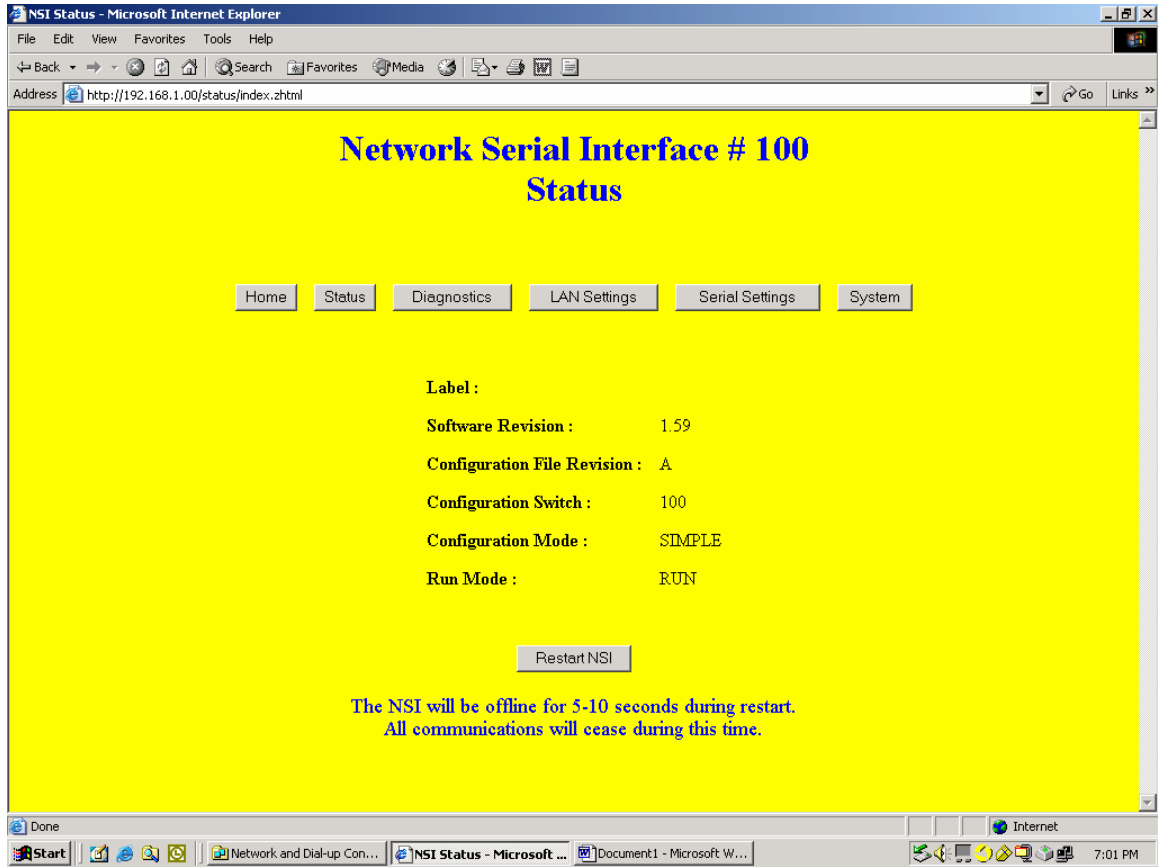 NSI Status - Microsoft Internet Explorer
File Edit View Favorites Tools Help
Back Search Favorites Media
Address http://192.168.1.00/status/index.zhtml Go Links »
Network Serial Interface # 100
Status
Home Status Diagnostics LAN Settings Serial Settings System
Label :
Software Revision : 1.59
Configuration File Revision : A
Configuration Switch : 100
Configuration Mode : SIMPLE
Run Mode : RUN
Restart NSI
The NSI will be offline for 5-10 seconds during restart.
All communications will cease during this time.
Done Internet
Start Network and Dial-up Con... NSI Status - Microsoft ... Document1 - Microsoft W... 7:01 PM